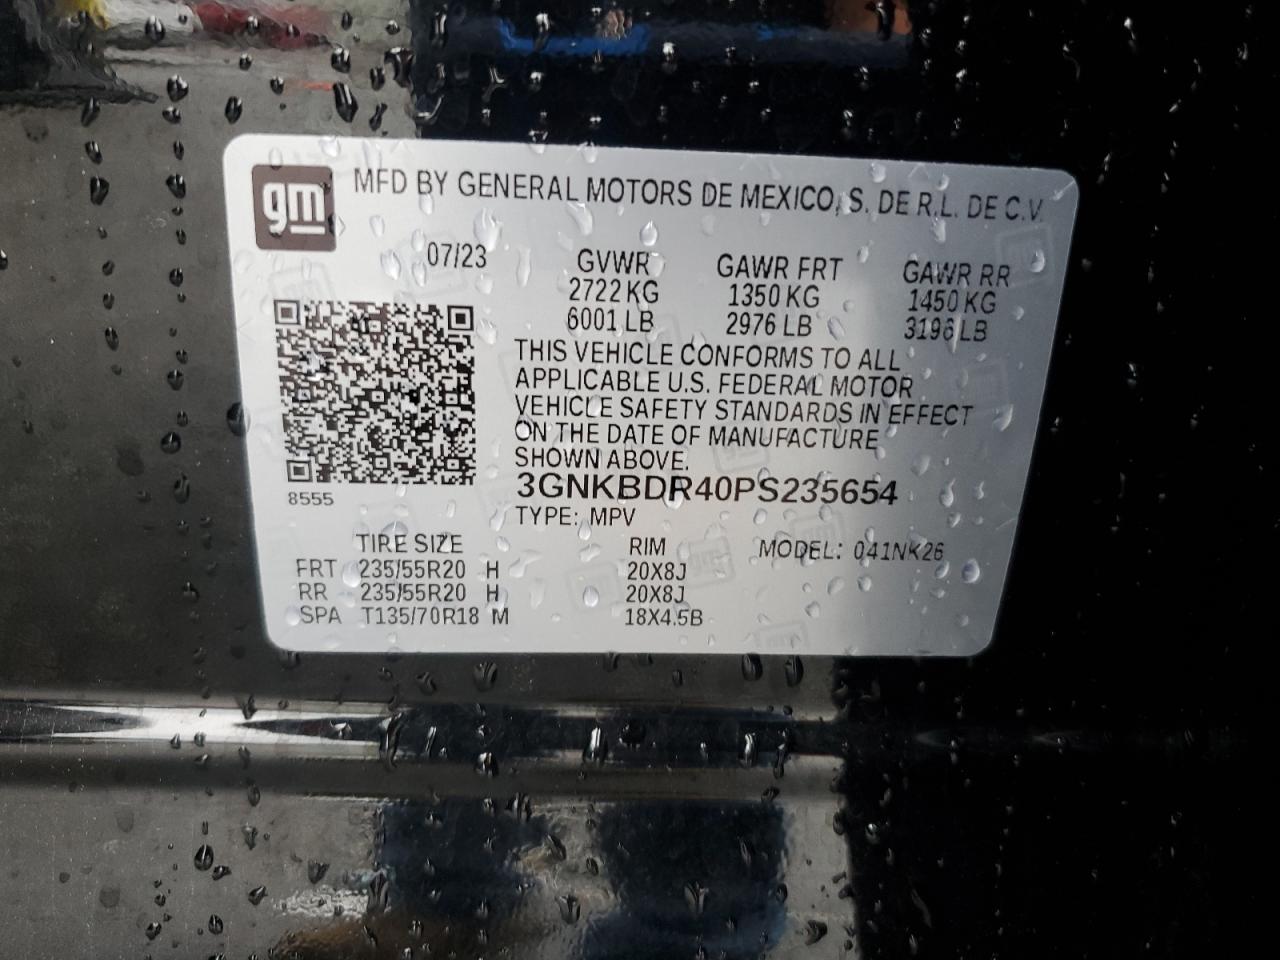 gm
MFD BY GENERAL MOTORS DE MEXICO, S. DE R.L. DE C.V.
07/23 GVWR GAWR FRT GAWR RR
2722 KG 1350 KG 1450 KG
6001 LB 2976 LB 3196 LB
THIS VEHICLE CONFORMS TO ALL
APPLICABLE U.S. FEDERAL MOTOR
VEHICLE SAFETY STANDARDS IN EFFECT
ON THE DATE OF MANUFACTURE
SHOWN ABOVE.
3GNKBDR40PS235654
8555
TYPE: MPV
TIRE SIZE RIM MODEL: 041NK26
FRT 235/55R20 H 20X8J
RR 235/55R20 H 20X8J
SPA T135/70R18 M 18X4.5B